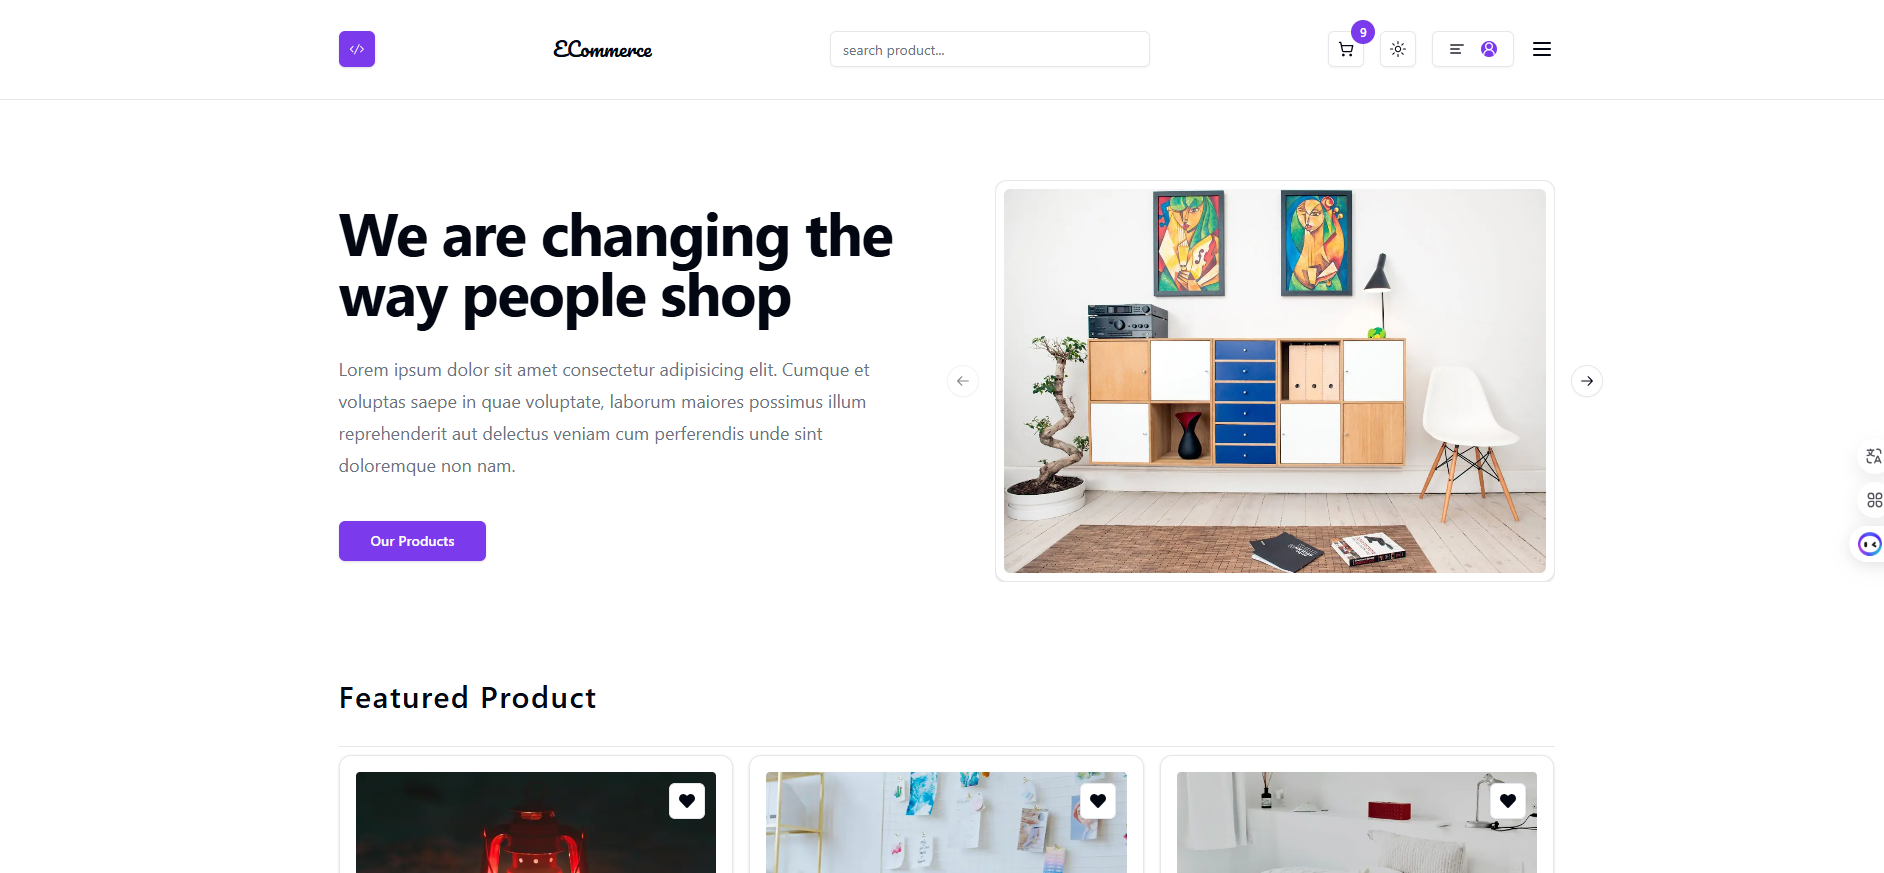 ECommerce
search product...
9
We are changing the
way people shop
Lorem ipsum dolor sit amet consectetur adipisicing elit. Cumque et
voluptas saepe in quae voluptate, laborum maiores possimus illum
reprehenderit aut delectus veniam cum perferendis unde sint
doloremque non nam.
Our Products
Featured Product